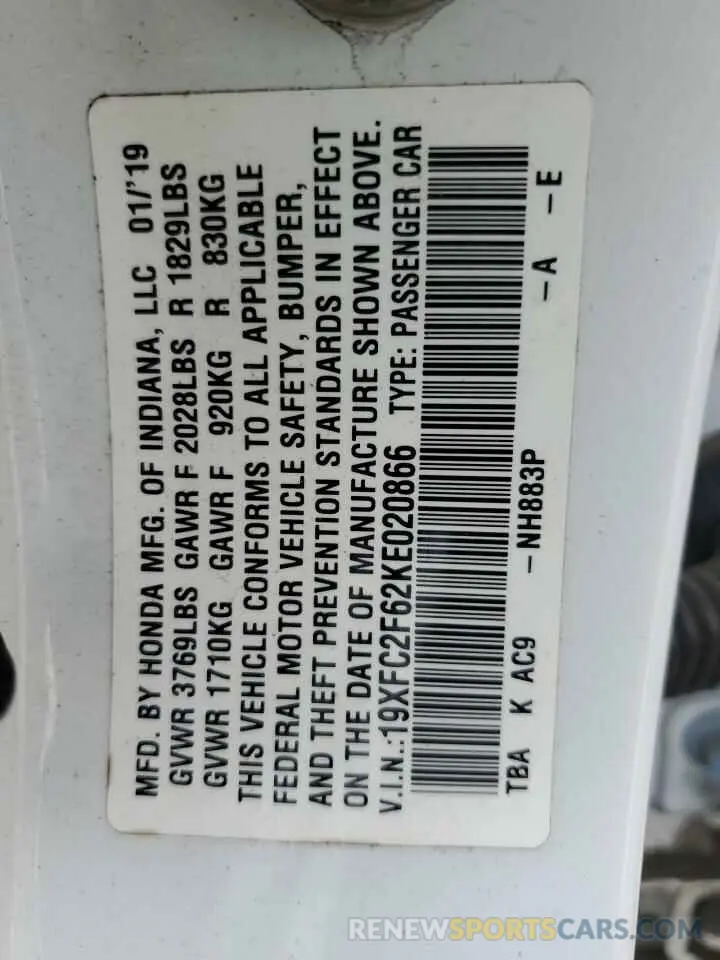 MFD. BY HONDA MFG. OF INDIANA, LLC 01/'19
GVWR 3769LBS GAWR F 2028LBS R 1829LBS
GVWR 1710KG GAWR F 920KG R 830KG
THIS VEHICLE CONFORMS TO ALL APPLICABLE
FEDERAL MOTOR VEHICLE SAFETY, BUMPER,
AND THEFT PREVENTION STANDARDS IN EFFECT
ON THE DATE OF MANUFACTURE SHOWN ABOVE.
V.I.N.:19XFC2F62KE020866 TYPE: PASSENGER CAR
TBA K AC9 -NH883P -A -E
RENEWSPORTSCARS.COM